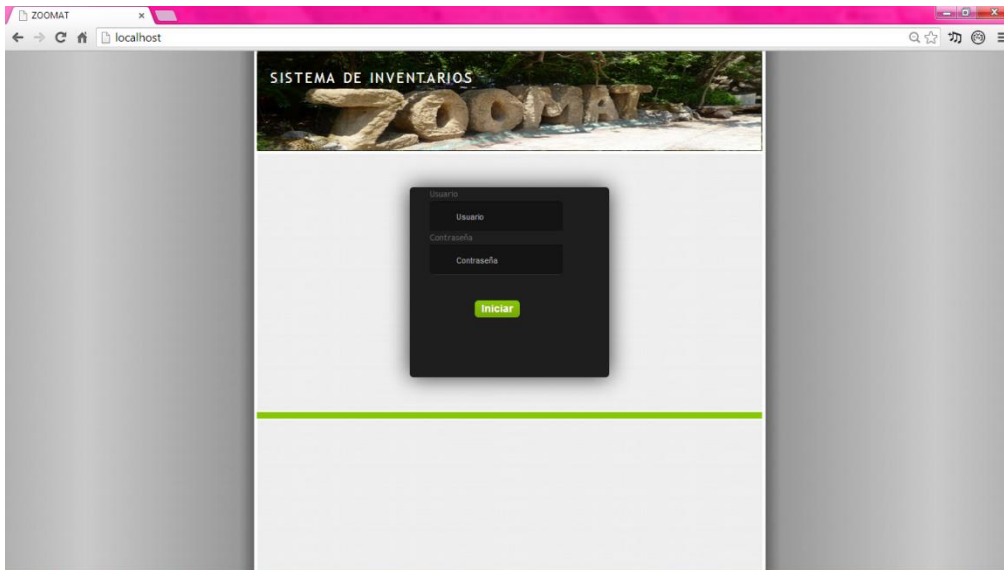 ZOOMAT
localhost
SISTEMA DE INVENTARIOS
ZOOMAT
Usuario
Usuario
Contraseña
Contraseña
Iniciar